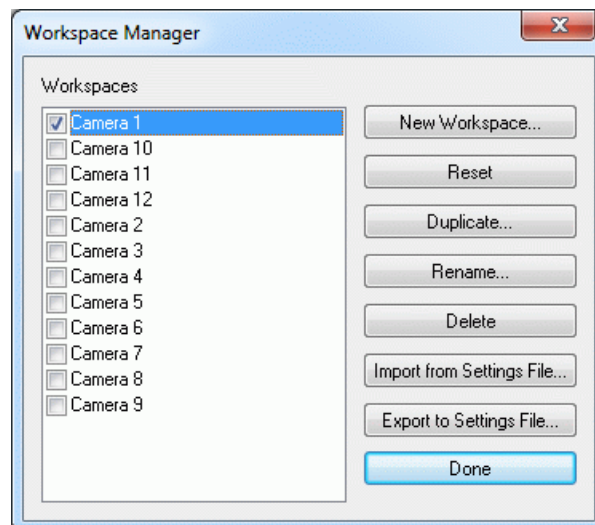 Workspace Manager
Workspaces
Camera 1
Camera 10
Camera 11
Camera 12
Camera 2
Camera 3
Camera 4
Camera 5
Camera 6
Camera 7
Camera 8
Camera 9
New Workspace...
Reset
Duplicate...
Rename...
Delete
Import from Settings File...
Export to Settings File...
Done